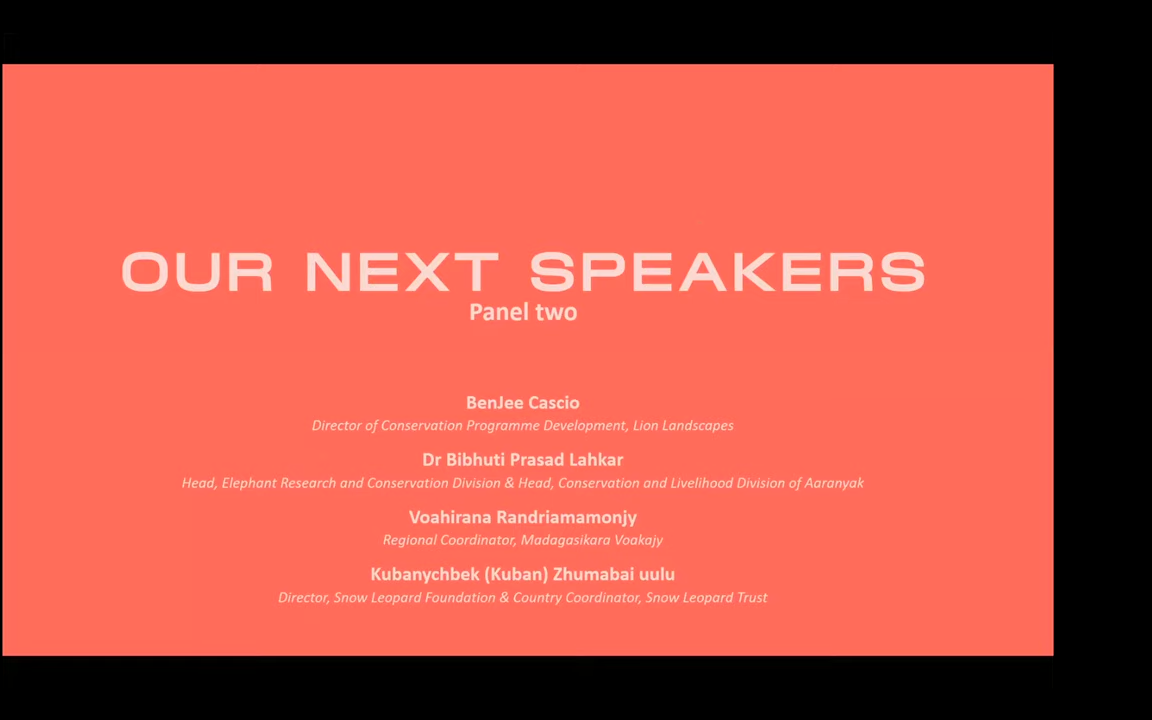 OUR NEXT SPEAKERS
Panel two
BenJee Cascio
Director of Conservation Programme Development, Lion Landscapes
Dr Bibhuti Prasad Lahkar
Head, Elephant Research and Conservation Division & Head, Conservation and Livelihood Division of Aaranyak
Voahirana Randriamamonjy
Regional Coordinator, Madagasikara Voakajy
Kubanychbek (Kuban) Zhumabai uulu
Director, Snow Leopard Foundation & Country Coordinator, Snow Leopard Trust